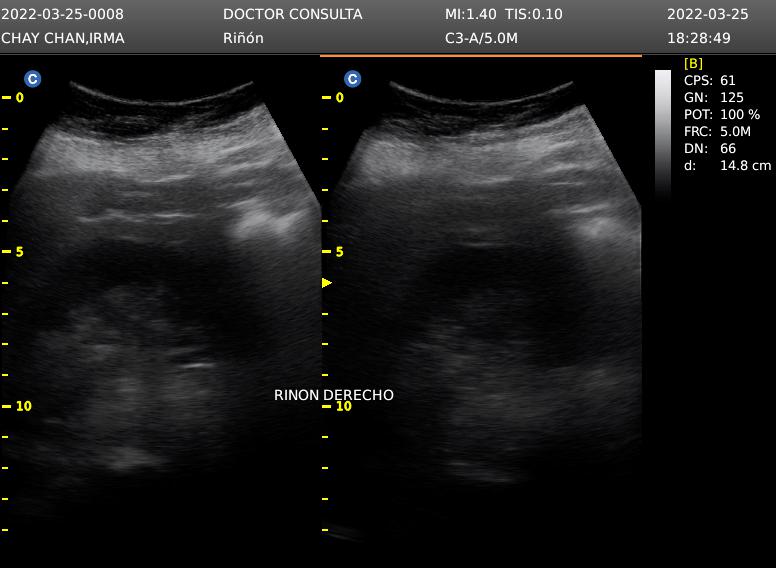 2022-03-25-0008 DOCTOR CONSULTA MI:1.40 TIS:0.10 2022-03-25
CHAY CHAN,IRMA Riñón C3-A/5.0M 18:28:49
C C
[B]
0 0
CPS: 61
GN: 125
POT: 100 %
FRC: 5.0M
DN: 66
d: 14.8 cm
5 5
RINON DERECHO
10 10